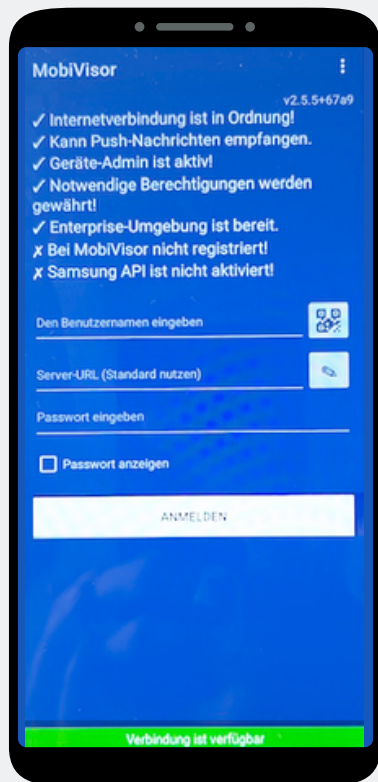 MobiVisor
v2.5.5+67a9
✓ Internetverbindung ist in Ordnung!
✓ Kann Push-Nachrichten empfangen.
✓ Geräte-Admin ist aktiv!
✓ Notwendige Berechtigungen werden
gewährt!
✓ Enterprise-Umgebung ist bereit.
✗ Bei MobiVisor nicht registriert!
✗ Samsung API ist nicht aktiviert!
Den Benutzernamen eingeben
Server-URL (Standard nutzen)
Passwort eingeben
Passwort anzeigen
ANMELDEN
Verbindung ist verfügbar